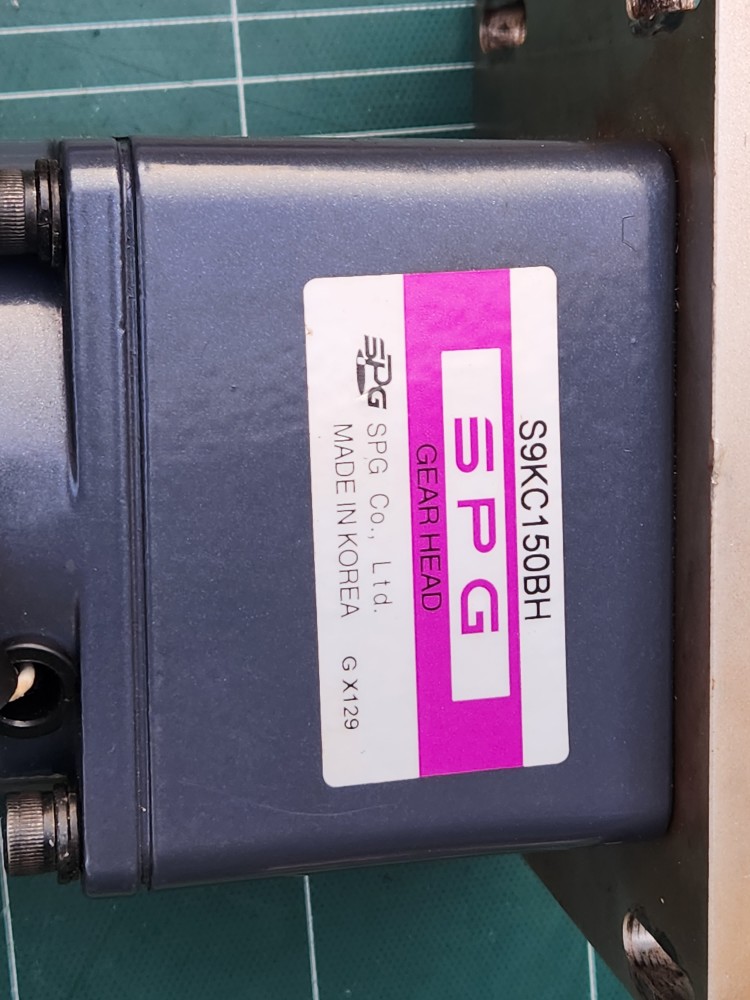 S9KC150BH
SPG
GEAR HEAD
SPG SPG Co., Ltd.
MADE IN KOREA G X129